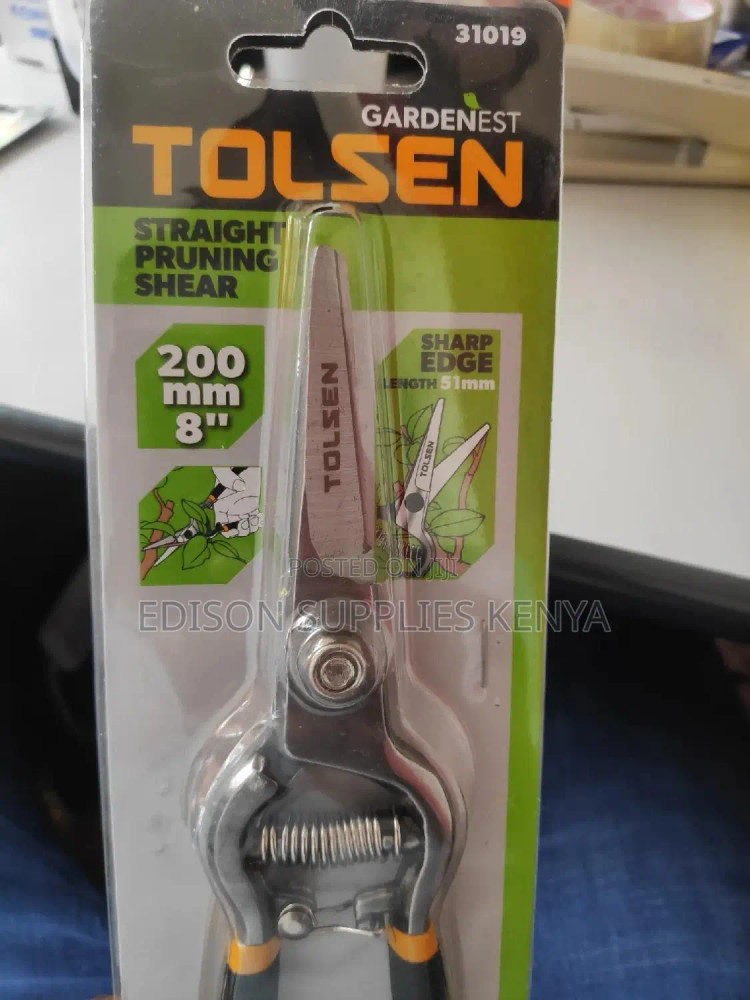 31019
GARDENEST
TOLSEN
STRAIGHT
PRUNING
SHEAR
200
mm
8"
SHARP
EDGE
LENGTH 51mm
TOLSEN
TOLSEN
POSTED ON JIJI
EDISON SUPPLIES KENYA